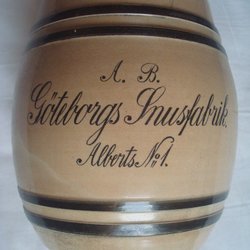 A. B.
Göteborgs Snusfabrik.
Alberts No 1.